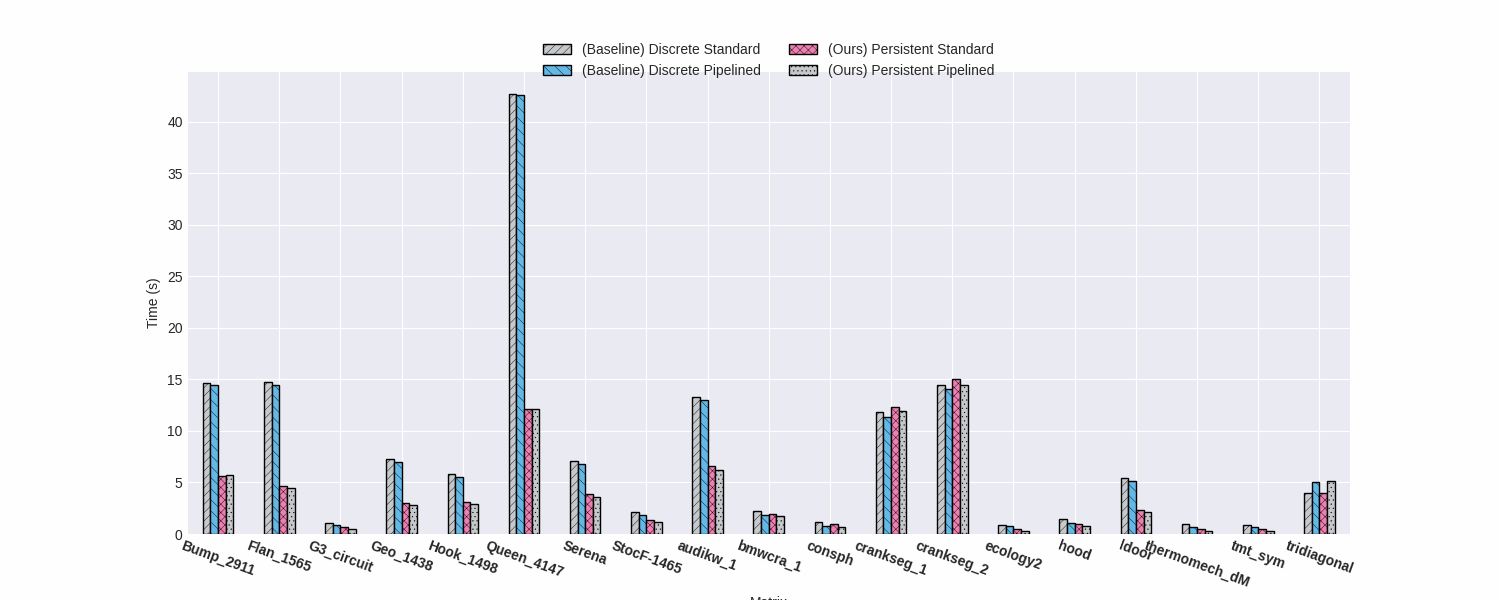 (Baseline) Discrete Standard
(Baseline) Discrete Pipelined
(Ours) Persistent Standard
(Ours) Persistent Pipelined
Time (s)
40
35
30
25
20
15
10
5
0
Bump_2911
Flan_1565
G3_circuit
Geo_1438
Hook_1498
Queen_4147
Serena
StocF-1465
audikw_1
bmwcra_1
consph
crankseg_1
crankseg_2
ecology2
hood
ldoor
thermomech_dM
tmt_sym
tridiagonal
Matrix